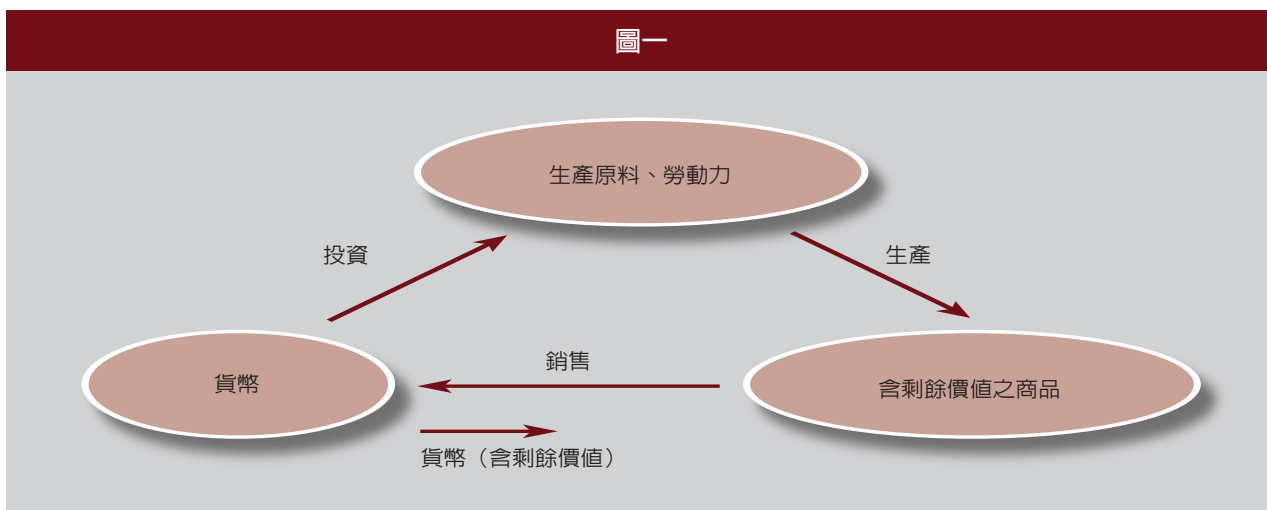 圖一
生產原料、勞動力
投資
生產
銷售
貨幣
含剩餘價值之商品
貨幣（含剩餘價值）